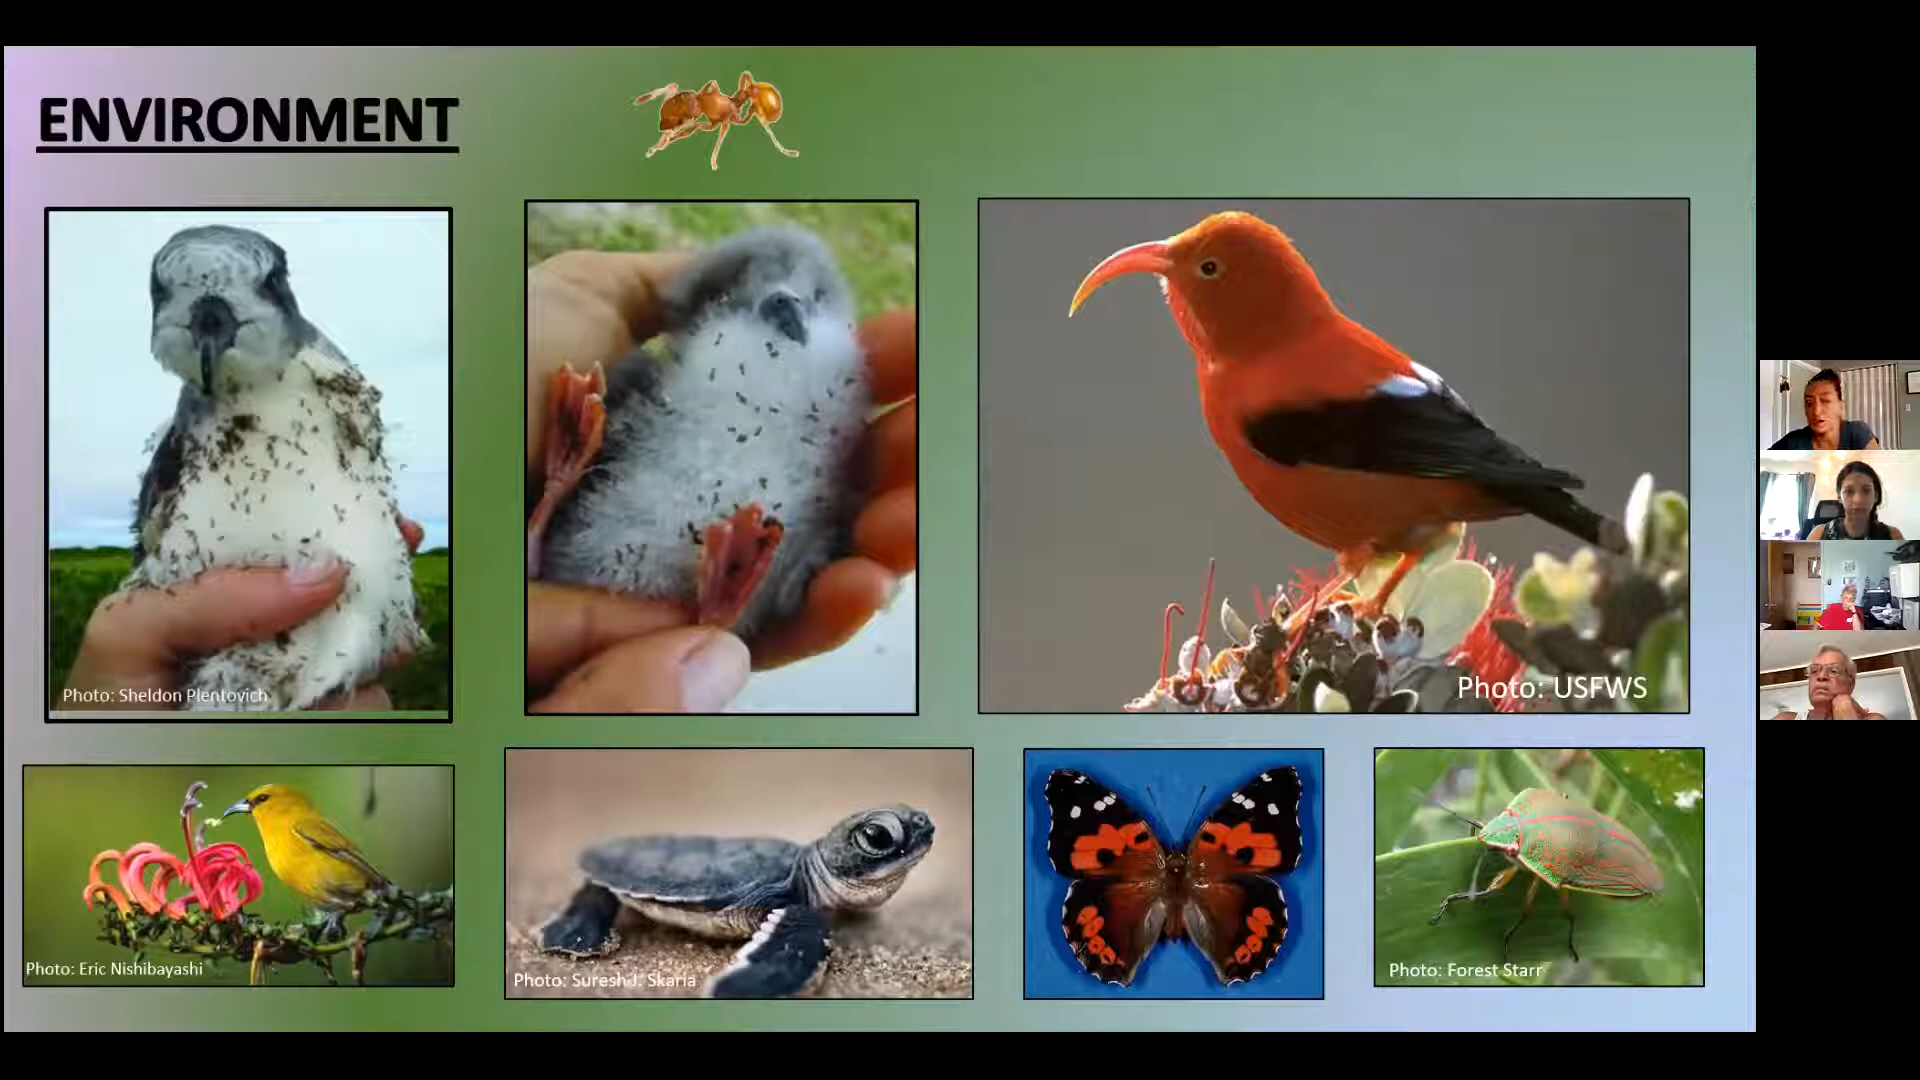 ENVIRONMENT
Photo: Sheldon Plentovich
Photo: USFWS
Photo: Eric Nishibayashi
Photo: Suresh J. Skaria
Photo: Forest Starr